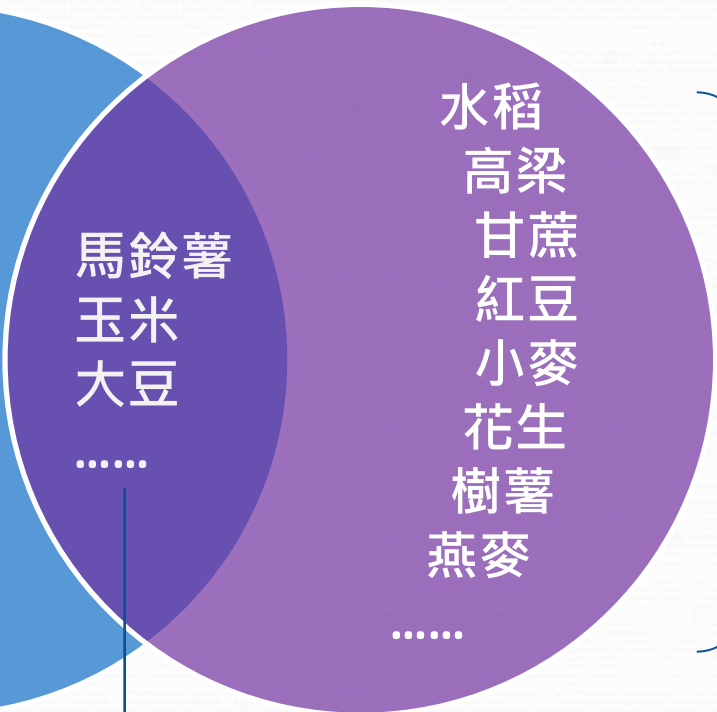 馬鈴薯
玉米
大豆
……
水稻
高梁
甘蔗
紅豆
小麥
花生
樹薯
燕麥
……